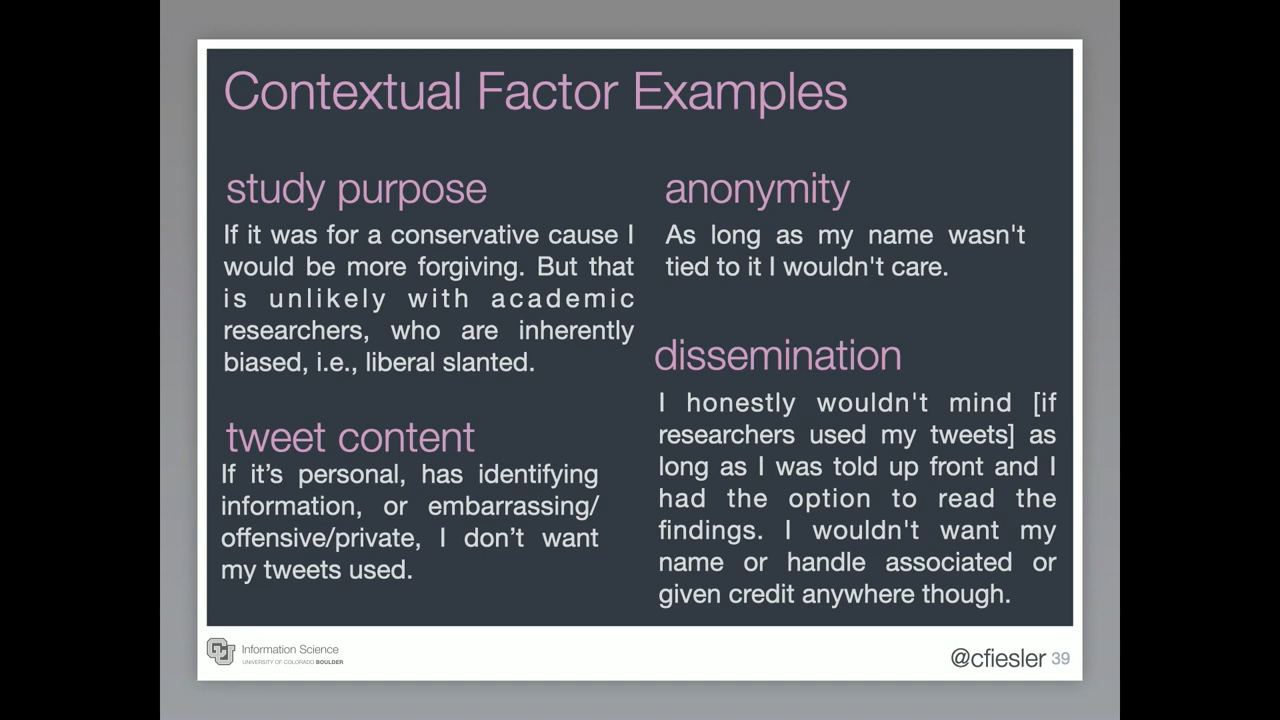 Contextual Factor Examples
study purpose
If it was for a conservative cause I
would be more forgiving. But that
is unlikely with academic
researchers, who are inherently
biased, i.e., liberal slanted.
tweet content
If it’s personal, has identifying
information, or embarrassing/
offensive/private, I don’t want
my tweets used.
anonymity
As long as my name wasn't
tied to it I wouldn't care.
dissemination
I honestly wouldn't mind [if
researchers used my tweets] as
long as I was told up front and I
had the option to read the
findings. I wouldn't want my
name or handle associated or
given credit anywhere though.
CU
Information Science
UNIVERSITY OF COLORADO BOULDER
@cfiesler 39